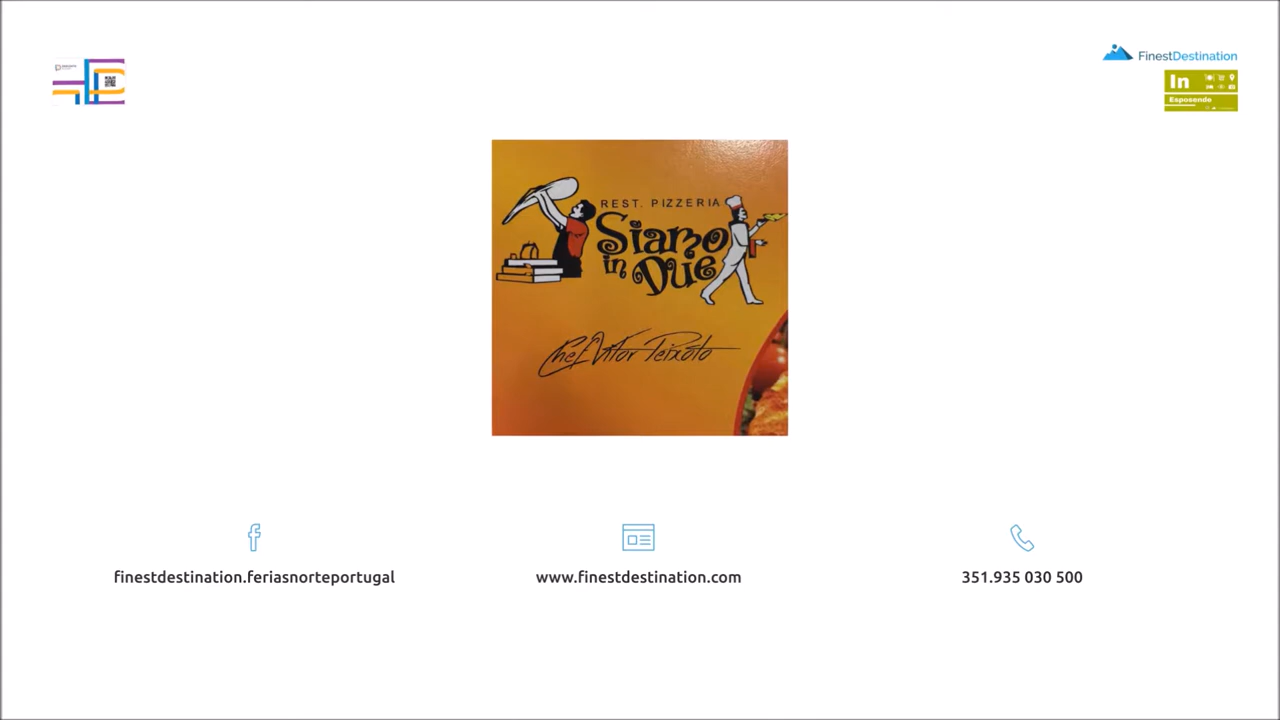 FinestDestination
In
Esposende
REST. PIZZERIA
Siamo
in Due
Chef Vitor Peixoto
finestdestination.feriasnorteportugal
www.finestdestination.com
351.935 030 500